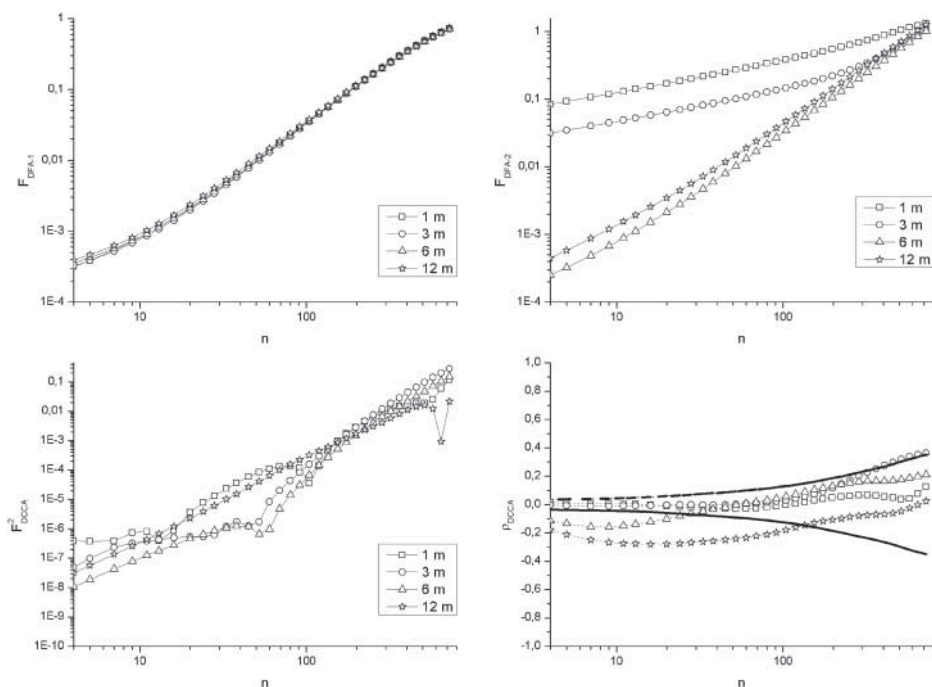 1
0,1
0,01
1E-3
1E-4
F_DFA-1
10
100
n
1 m
3 m
6 m
12 m
1
0,1
0,01
1E-3
1E-4
F_DFA-2
10
100
n
1 m
3 m
6 m
12 m
0,1
0,01
1E-3
1E-4
1E-5
1E-6
1E-7
1E-8
1E-9
1E-10
F²_DCCA
10
100
n
1 m
3 m
6 m
12 m
1,0
0,8
0,6
0,4
0,2
0,0
-0,2
-0,4
-0,6
-0,8
-1,0
ρ_DCCA
10
100
n